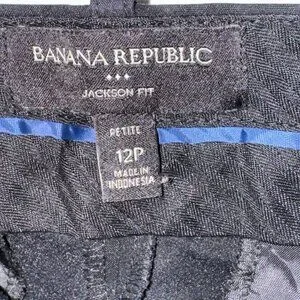 BANANA REPUBLIC
JACKSON FIT
PETITE
12P
MADE IN
INDONESIA